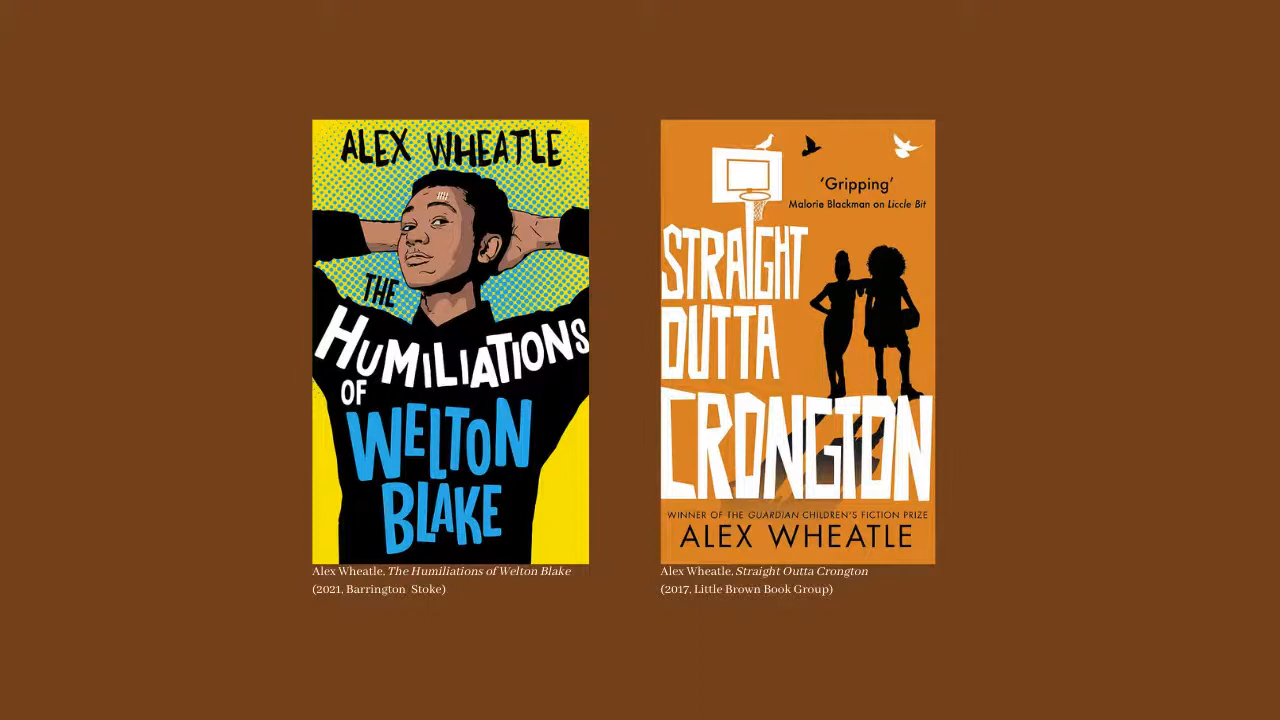 ALEX WHEATLE
THE
HUMILIATIONS
OF
WELTON
BLAKE
Alex Wheatle, The Humiliations of Welton Blake
(2021, Barrington Stoke)
'Gripping'
Malorie Blackman on Liccle Bit
STRAIGHT
OUTTA
CRONGTON
WINNER OF THE GUARDIAN CHILDREN'S FICTION PRIZE
ALEX WHEATLE
Alex Wheatle, Straight Outta Crongton
(2017, Little Brown Book Group)